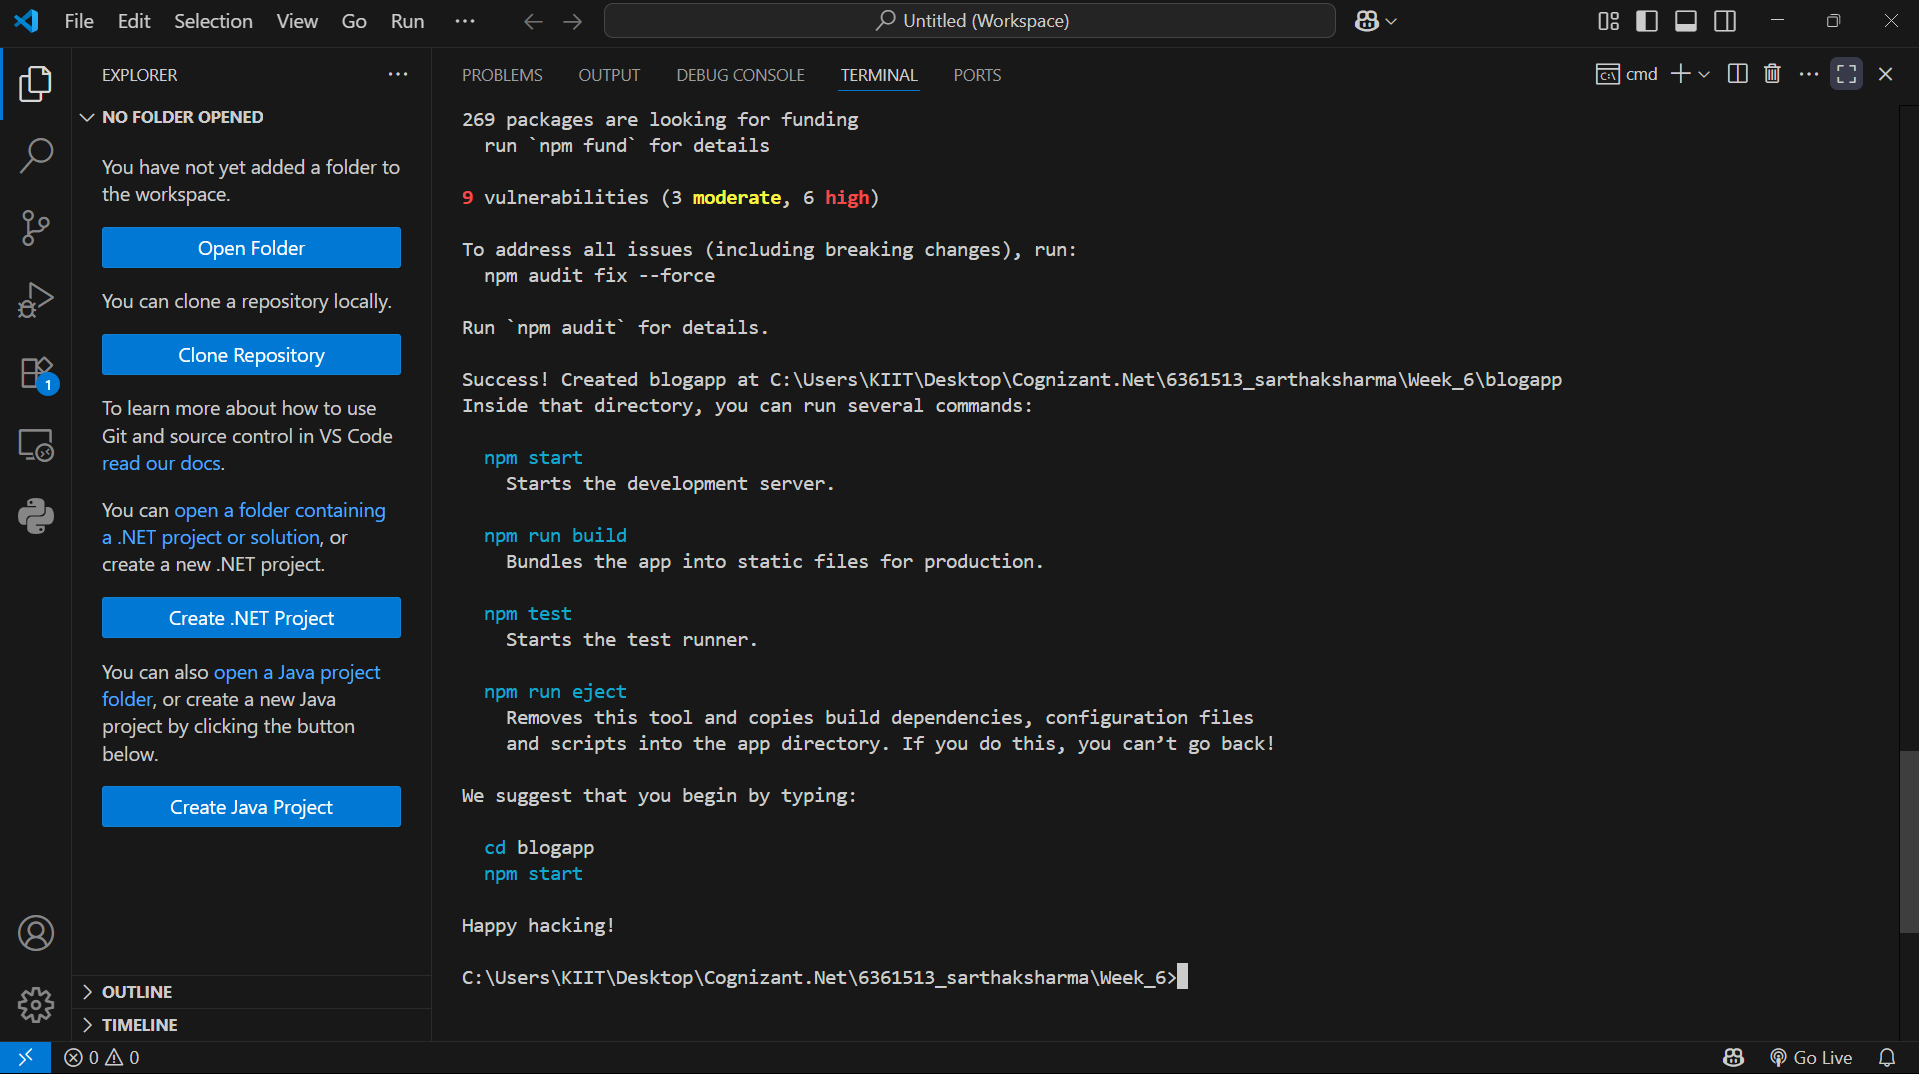 File Edit Selection View Go Run ···
Untitled (Workspace)
EXPLORER ···
NO FOLDER OPENED
You have not yet added a folder to
the workspace.
Open Folder
You can clone a repository locally.
Clone Repository
To learn more about how to use
Git and source control in VS Code
read our docs.
You can open a folder containing
a .NET project or solution, or
create a new .NET project.
Create .NET Project
You can also open a Java project
folder, or create a new Java
project by clicking the button
below.
Create Java Project
OUTLINE
TIMELINE
1
PROBLEMS OUTPUT DEBUG CONSOLE TERMINAL PORTS
cmd
269 packages are looking for funding
run `npm fund` for details
9 vulnerabilities (3 moderate, 6 high)
To address all issues (including breaking changes), run:
npm audit fix --force
Run `npm audit` for details.
Success! Created blogapp at C:\Users\KIIT\Desktop\Cognizant.Net\6361513_sarthaksharma\Week_6\blogapp
Inside that directory, you can run several commands:
npm start
Starts the development server.
npm run build
Bundles the app into static files for production.
npm test
Starts the test runner.
npm run eject
Removes this tool and copies build dependencies, configuration files
and scripts into the app directory. If you do this, you can’t go back!
We suggest that you begin by typing:
cd blogapp
npm start
Happy hacking!
C:\Users\KIIT\Desktop\Cognizant.Net\6361513_sarthaksharma\Week_6>
0 0
Go Live